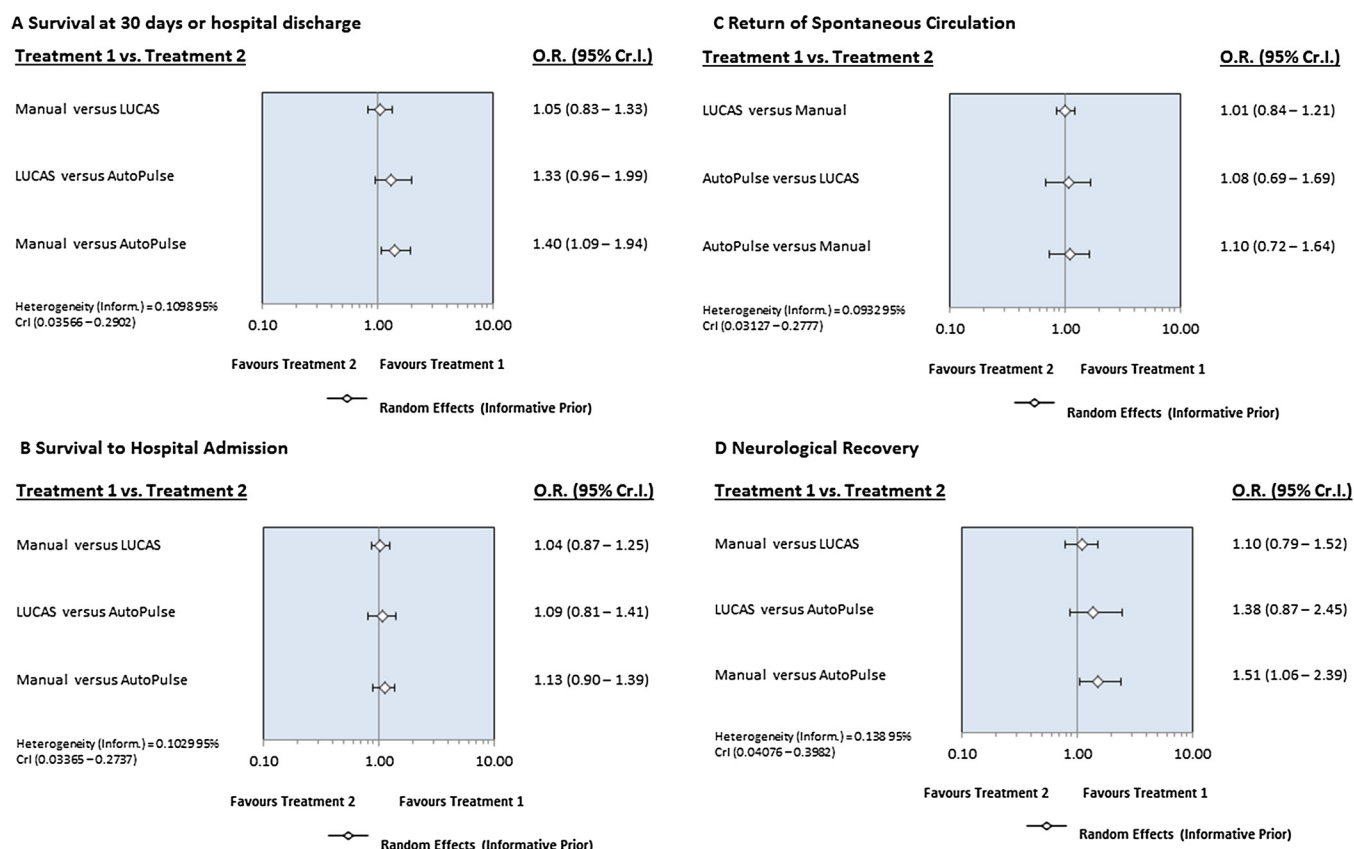 A Survival at 30 days or hospital discharge
Treatment 1 vs. Treatment 2
O.R. (95% Cr.I.)
Manual versus LUCAS
1.05 (0.83 – 1.33)
LUCAS versus AutoPulse
1.33 (0.96 – 1.99)
Manual versus AutoPulse
1.40 (1.09 – 1.94)
Heterogeneity (Inform.) = 0.109895%
CrI (0.03566 – 0.2902)
0.10 1.00 10.00
Favours Treatment 2 Favours Treatment 1
Random Effects (Informative Prior)
B Survival to Hospital Admission
Treatment 1 vs. Treatment 2
O.R. (95% Cr.I.)
Manual versus LUCAS
1.04 (0.87 – 1.25)
LUCAS versus AutoPulse
1.09 (0.81 – 1.41)
Manual versus AutoPulse
1.13 (0.90 – 1.39)
Heterogeneity (Inform.) = 0.102995%
CrI (0.03365 – 0.2737)
0.10 1.00 10.00
Favours Treatment 2 Favours Treatment 1
Random Effects (Informative Prior)
C Return of Spontaneous Circulation
Treatment 1 vs. Treatment 2
O.R. (95% Cr.I.)
LUCAS versus Manual
1.01 (0.84 – 1.21)
AutoPulse versus LUCAS
1.08 (0.69 – 1.69)
AutoPulse versus Manual
1.10 (0.72 – 1.64)
Heterogeneity (Inform.) = 0.093295%
CrI (0.03127 – 0.2777)
0.10 1.00 10.00
Favours Treatment 2 Favours Treatment 1
Random Effects (Informative Prior)
D Neurological Recovery
Treatment 1 vs. Treatment 2
O.R. (95% Cr.I.)
Manual versus LUCAS
1.10 (0.79 – 1.52)
LUCAS versus AutoPulse
1.38 (0.87 – 2.45)
Manual versus AutoPulse
1.51 (1.06 – 2.39)
Heterogeneity (Inform.) = 0.138 95%
CrI (0.04076 – 0.3982)
0.10 1.00 10.00
Favours Treatment 2 Favours Treatment 1
Random Effects (Informative Prior)